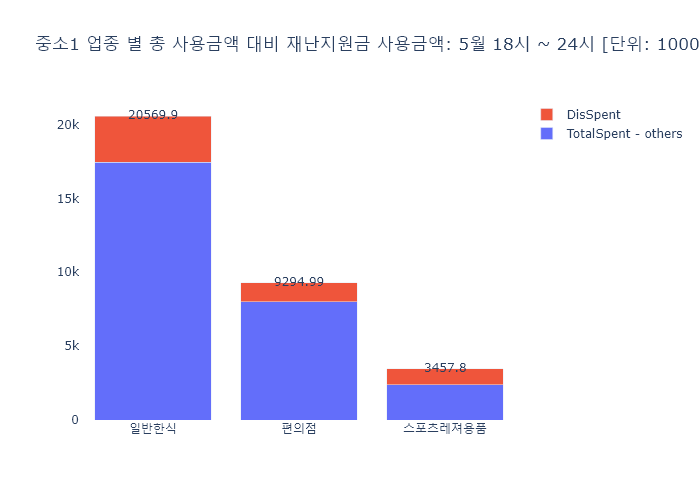 중소1 업종 별 총 사용금액 대비 재난지원금 사용금액: 5월 18시 ~ 24시 [단위: 1000
DisSpent
TotalSpent - others
20k
15k
10k
5k
0
20569.9
9294.99
3457.8
일반한식
편의점
스포츠레져용품